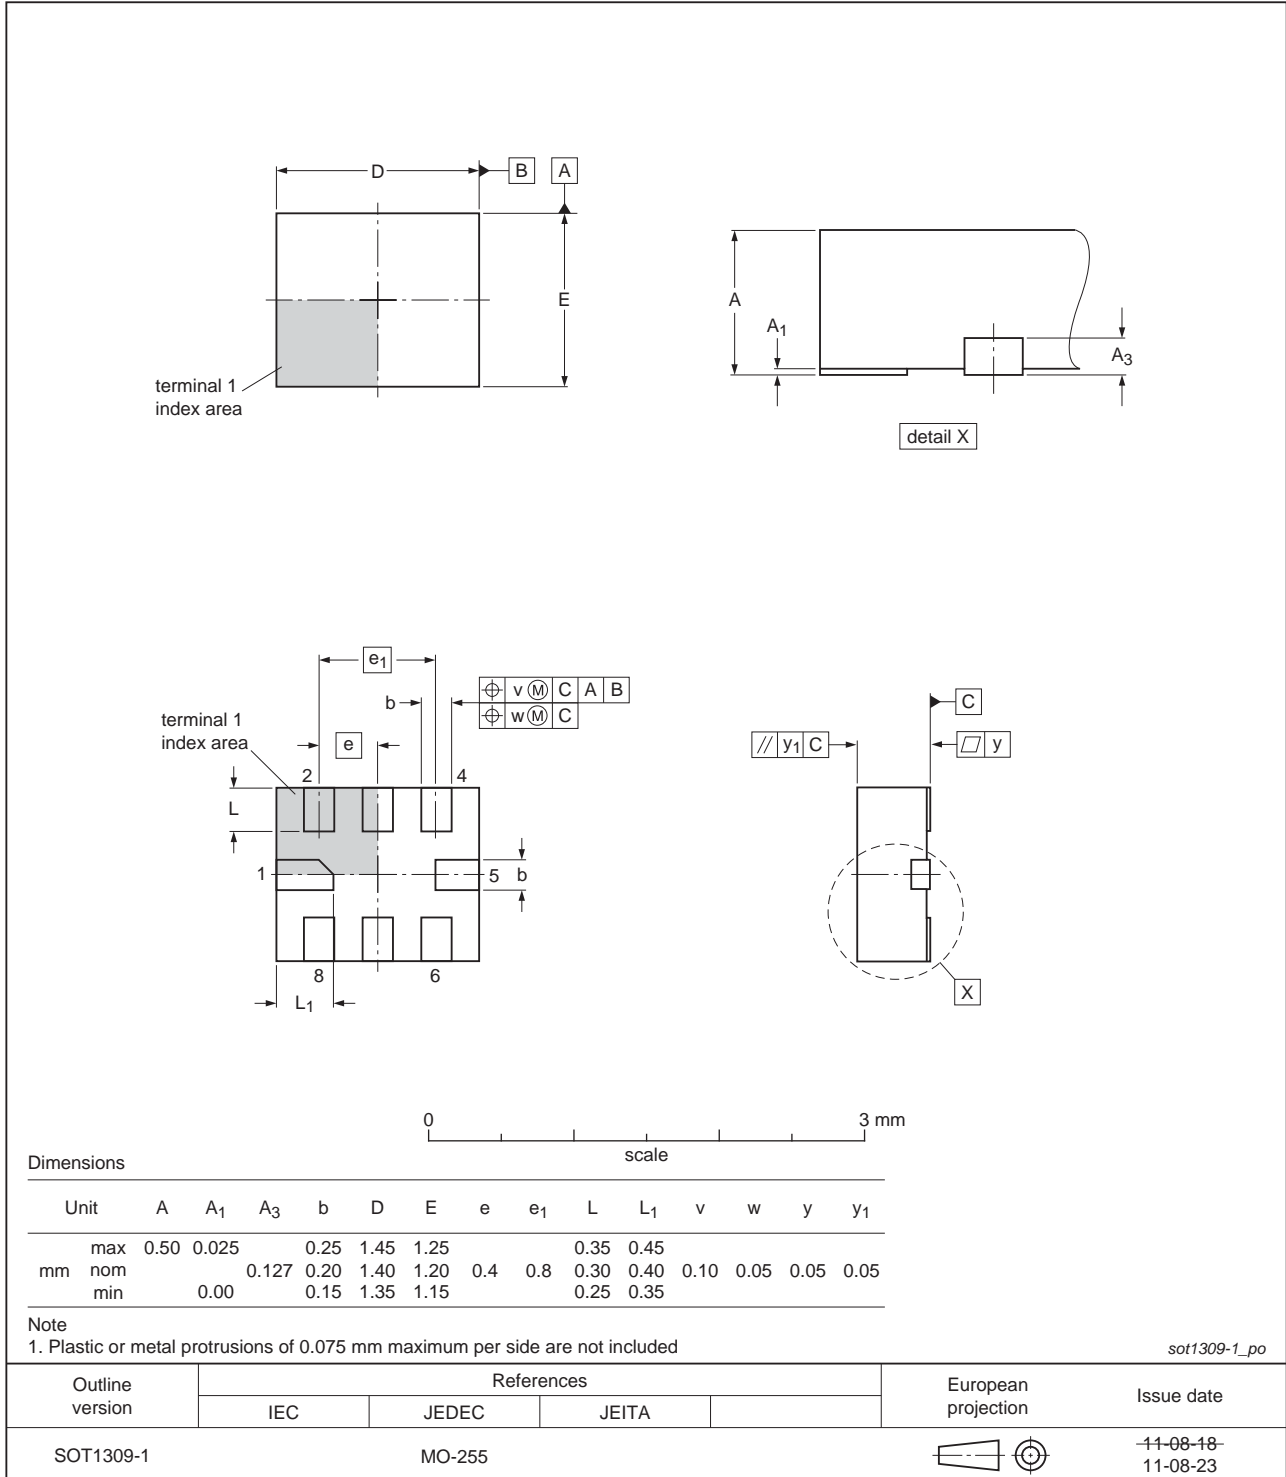 D
B
A
E
terminal 1
index area
A
A1
A3
detail X
e1
b
v M C A B
w M C
terminal 1
index area
e
2
4
L
1
5
b
8
6
L1
C
// y1 C
y
X
0
3 mm
scale
Dimensions
Unit A A1 A3 b D E e e1 L L1 v w y y1
max 0.50 0.025 0.25 1.45 1.25 0.35 0.45
mm nom 0.127 0.20 1.40 1.20 0.4 0.8 0.30 0.40 0.10 0.05 0.05 0.05
min 0.00 0.15 1.35 1.15 0.25 0.35
Note
1. Plastic or metal protrusions of 0.075 mm maximum per side are not included
sot1309-1_po
Outline
version
References
IEC JEDEC JEITA
European
projection
Issue date
SOT1309-1
MO-255
11-08-18
11-08-23